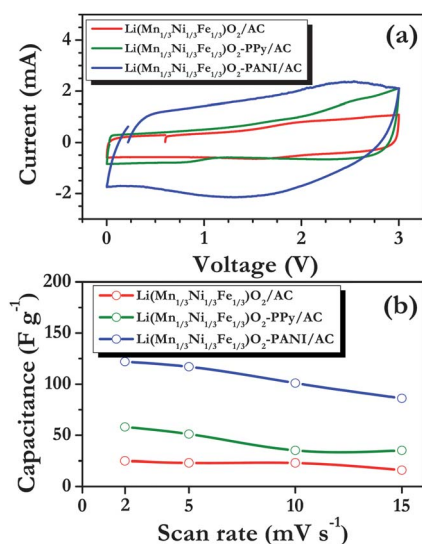 Li(Mn1/3Ni1/3Fe1/3)O2/AC
Li(Mn1/3Ni1/3Fe1/3)O2-PPy/AC
Li(Mn1/3Ni1/3Fe1/3)O2-PANI/AC
(a)
Current (mA)
4
2
0
-2
0 1 2 3
Voltage (V)
Li(Mn1/3Ni1/3Fe1/3)O2/AC
Li(Mn1/3Ni1/3Fe1/3)O2-PPy/AC
Li(Mn1/3Ni1/3Fe1/3)O2-PANI/AC
(b)
Capacitance (F g-1)
200
150
100
50
0
0 2 5 10 15
Scan rate (mV s-1)